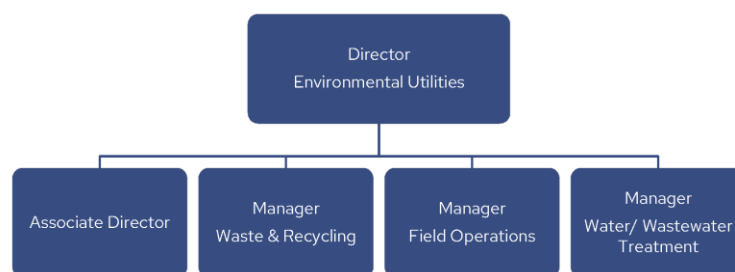 Director
Environmental Utilities
Associate Director
Manager
Waste & Recycling
Manager
Field Operations
Manager
Water/ Wastewater
Treatment